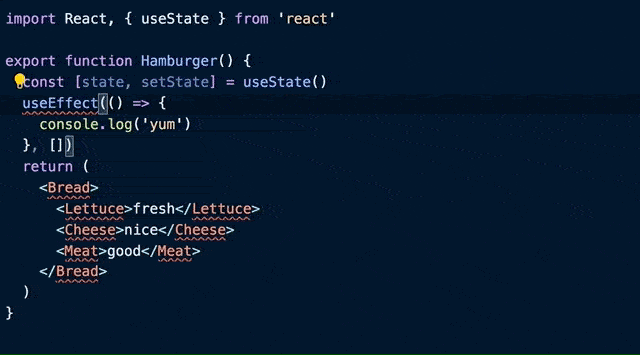 import React, { useState } from 'react'
export function Hamburger() {
const [state, setState] = useState()
useEffect(() => {
console.log('yum')
}, [])
return (
<Bread>
<Lettuce>fresh</Lettuce>
<Cheese>nice</Cheese>
<Meat>good</Meat>
</Bread>
)
}